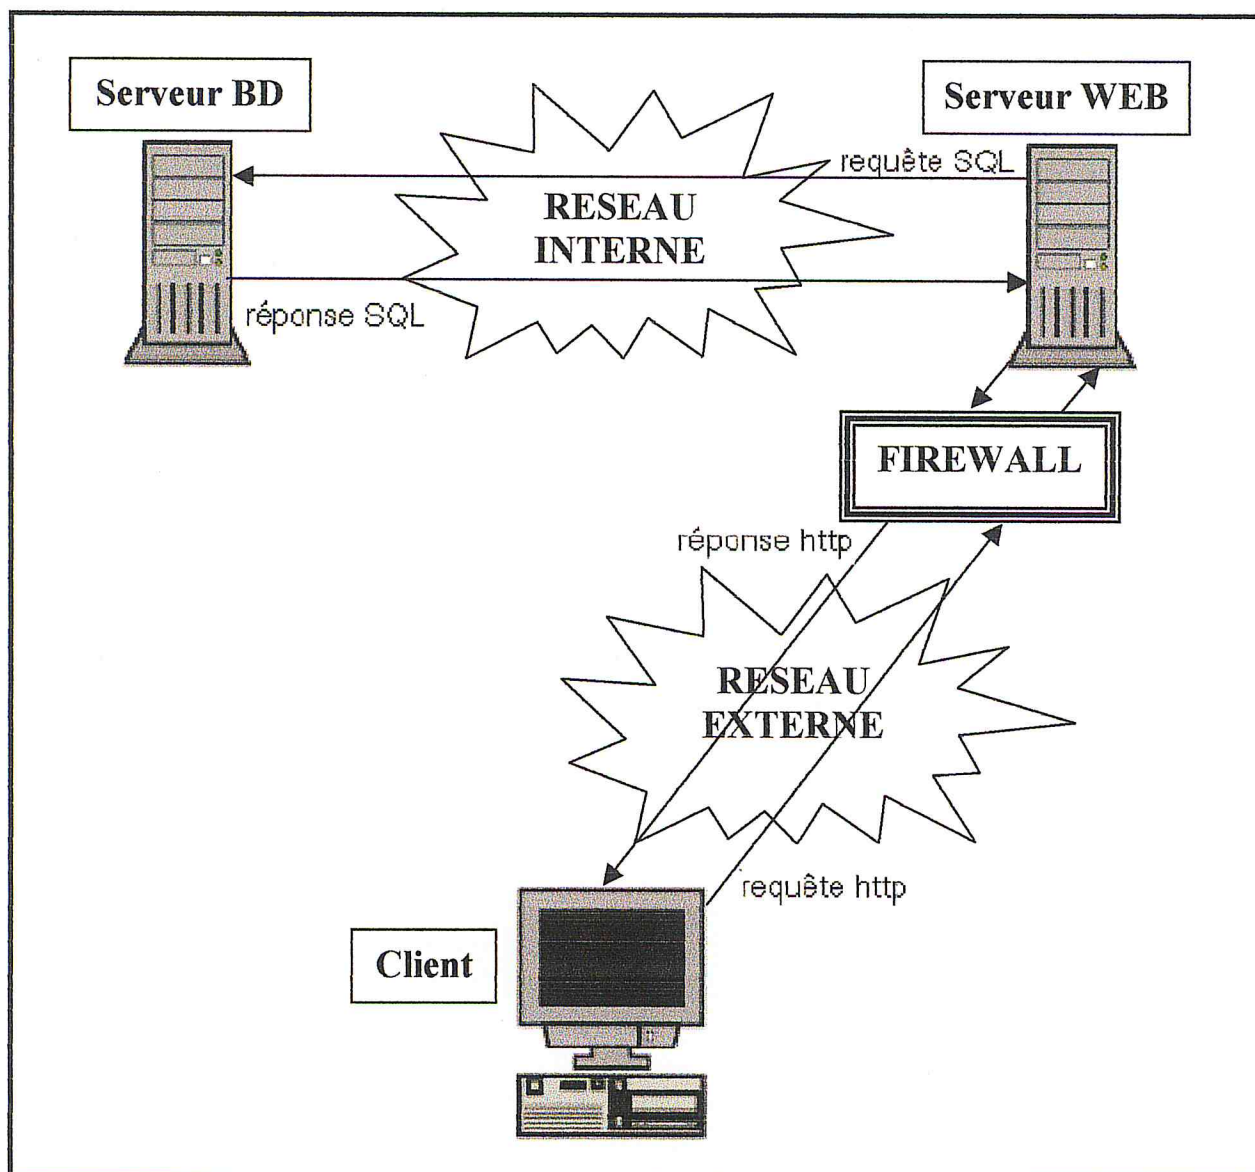 Serveur BD
Serveur WEB
requête SQL
RESEAU
INTERNE
réponse SQL
FIREWALL
réponse http
RESEAU
EXTERNE
requête http
Client